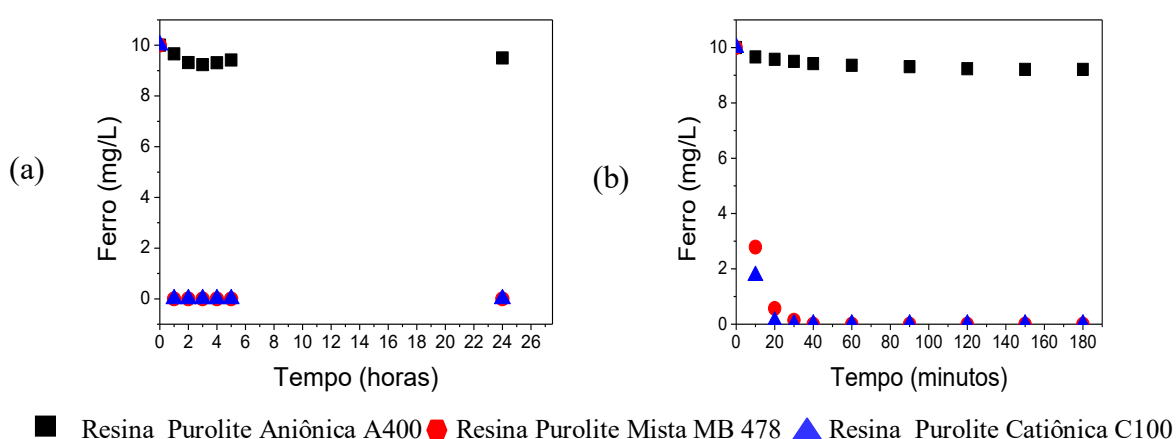 (a)
Ferro (mg/L)
10
8
6
4
2
0
0 2 4 6 8 10 12 14 16 18 20 22 24 26
Tempo (horas)
(b)
Ferro (mg/L)
10
8
6
4
2
0
0 20 40 60 80 100 120 140 160 180
Tempo (minutos)
Resina Purolite Aniônica A400 Resina Purolite Mista MB 478 Resina Purolite Catiônica C100